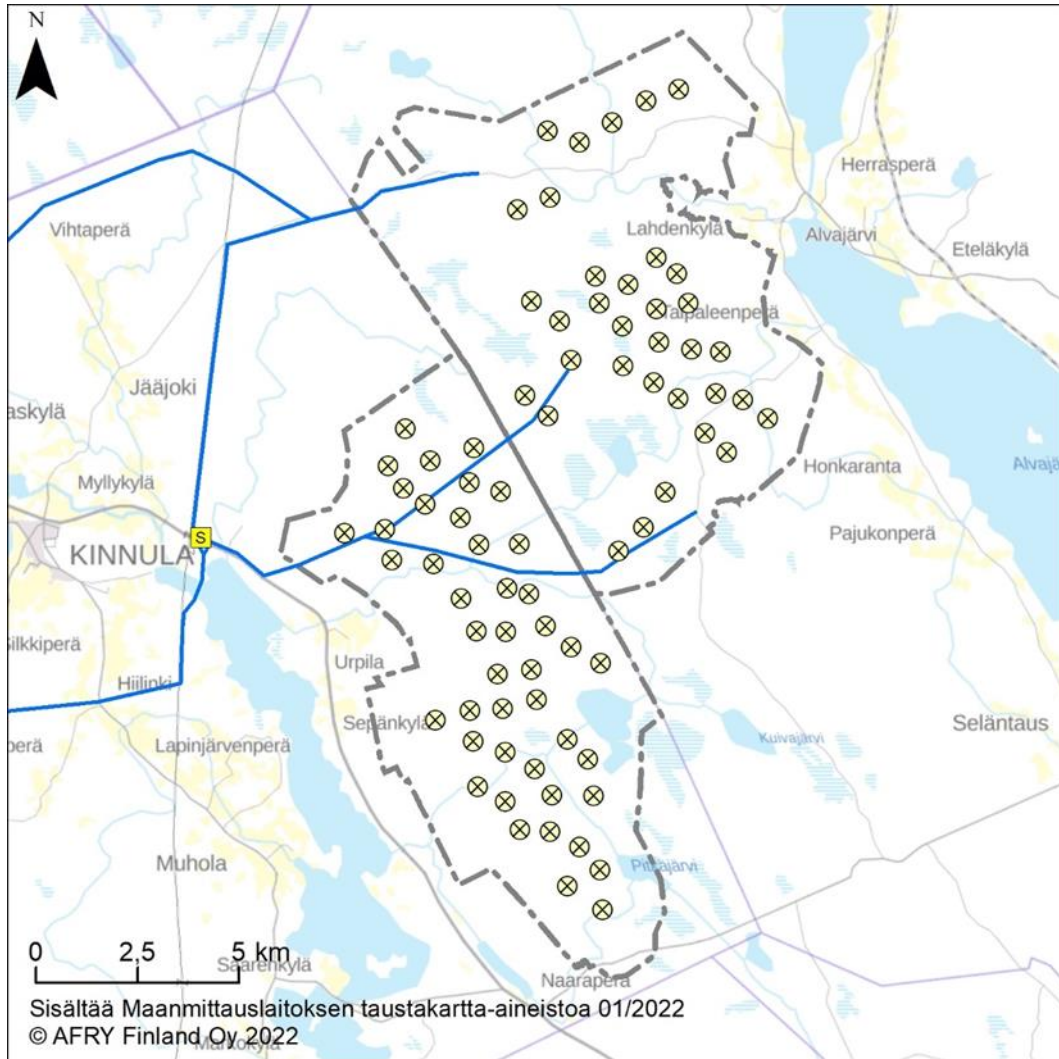 N
Herrasperä
Vihtaperä
Lahdenkylä
Alvajärvi
Eteläkylä
Taipaleenperä
Jääjoki
askylä
Myllykylä
Honkaranta
Alvajä
S
KINNULA
Pajukonperä
Silkkiperä
Urpila
Hiilinki
Sepänkylä
Seläntaus
perä
Lapinjärvenperä
Kuivajärvi
Muhola
Pitkäjärvi
0 2,5 5 km
Saarenkylä
Naaraperä
Sisältää Maanmittauslaitoksen taustakartta-aineistoa 01/2022
© AFRY Finland Oy 2022